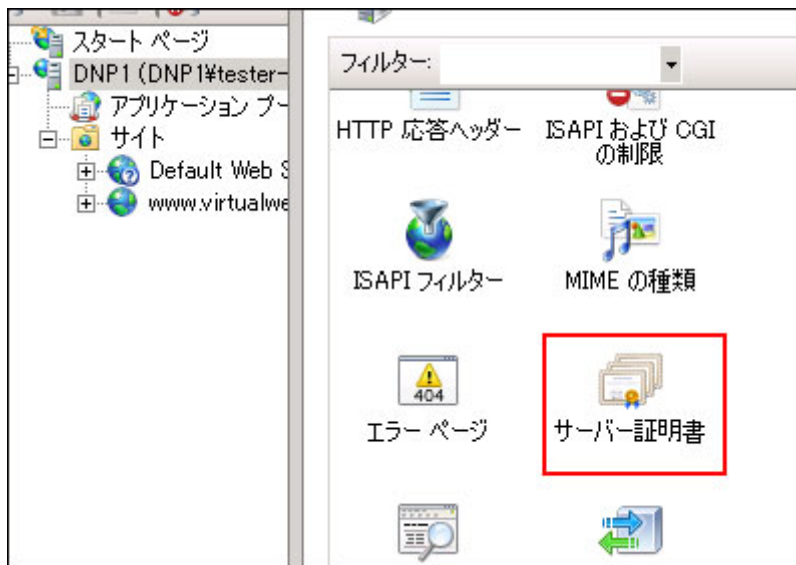 スタート ページ
DNP1 (DNP1¥tester-
アプリケーション プー
サイト
Default Web S
www.virtualwe
フィルター:
HTTP 応答ヘッダー
ISAPI および CGI
の制限
ISAPI フィルター
MIME の種類
404
エラー ページ
サーバー証明書